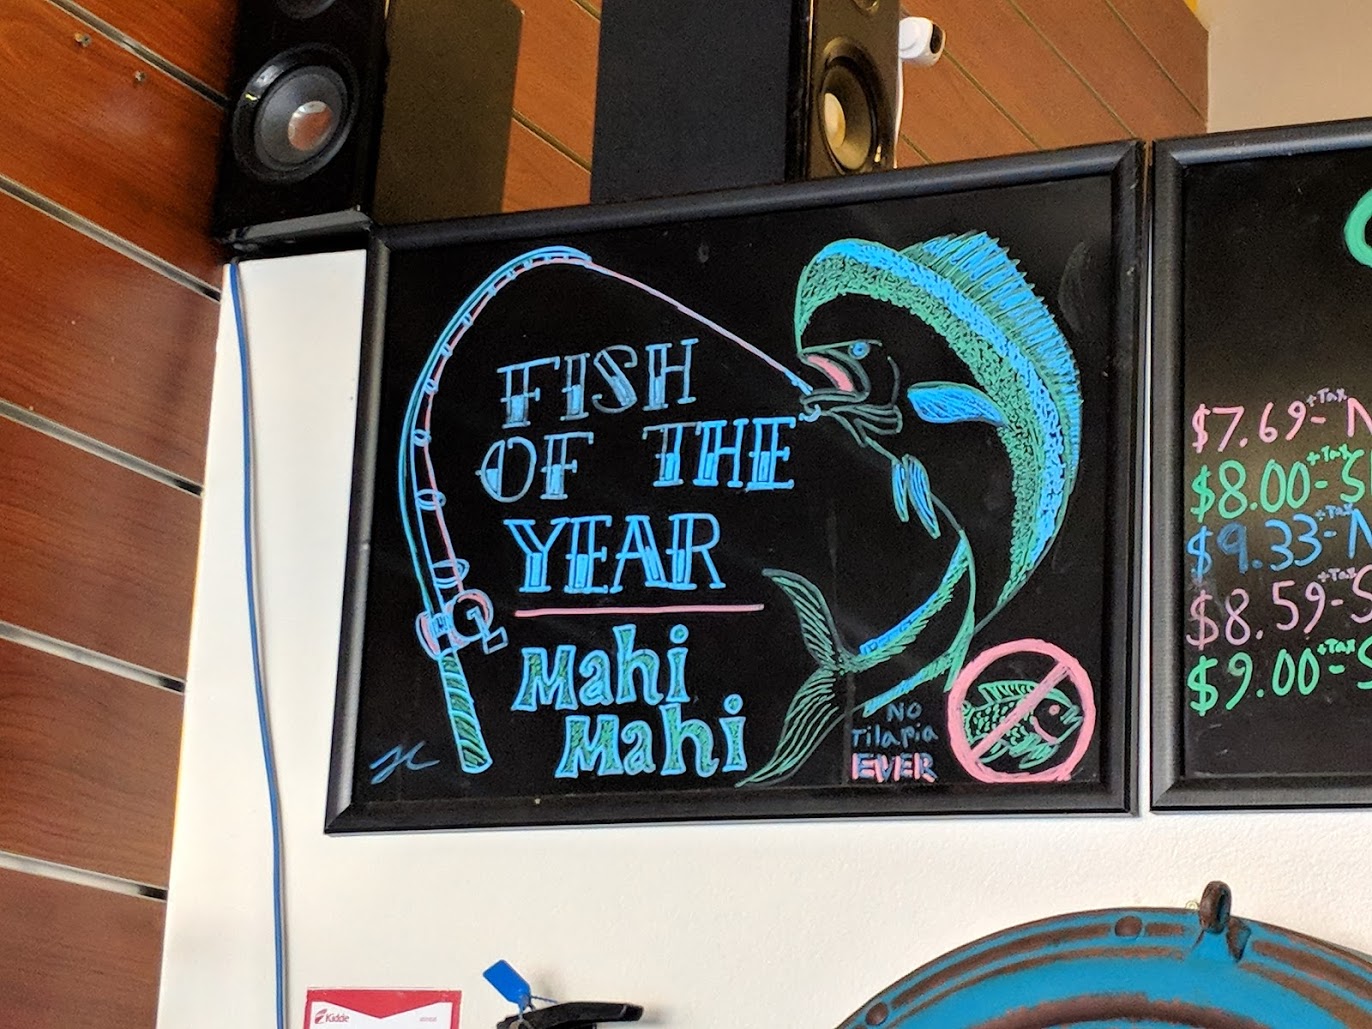 FISH
OF THE
YEAR
Mahi
Mahi
NO
Tilapia
EVER
$7.69-
+Tax
$8.00-
+Tax
$9.33-
+Tax
$8.59-
+Tax
$9.00-
+Tax
Kidde